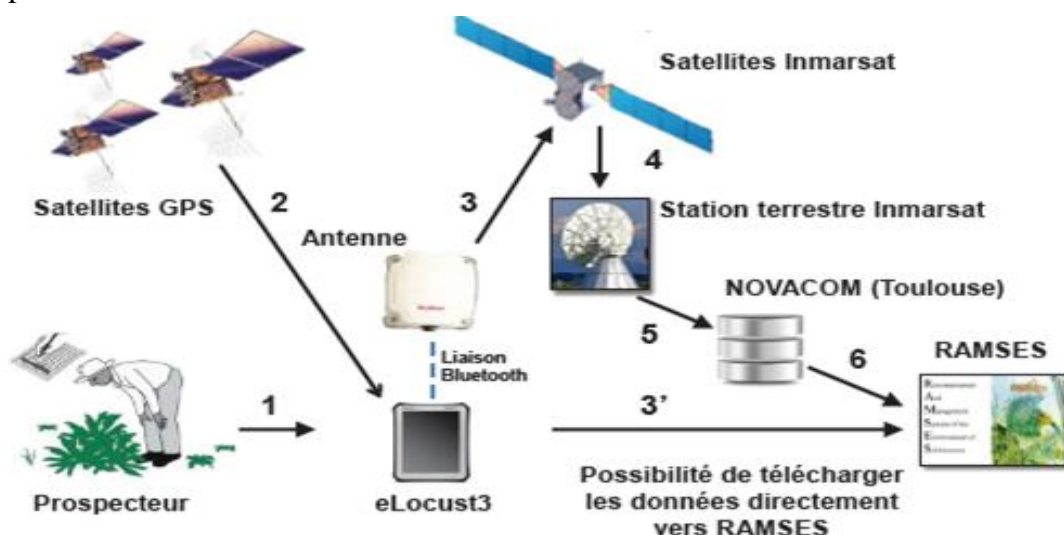 Satellites Inmarsat
4
Satellites GPS
2
3
Station terrestre Inmarsat
Antenne
NOVACOM (Toulouse)
5
Liaison
Bluetooth
6
RAMSES
1
3'
Prospecteur
eLocust3
Possibilité de télécharger
les données directement
vers RAMSES